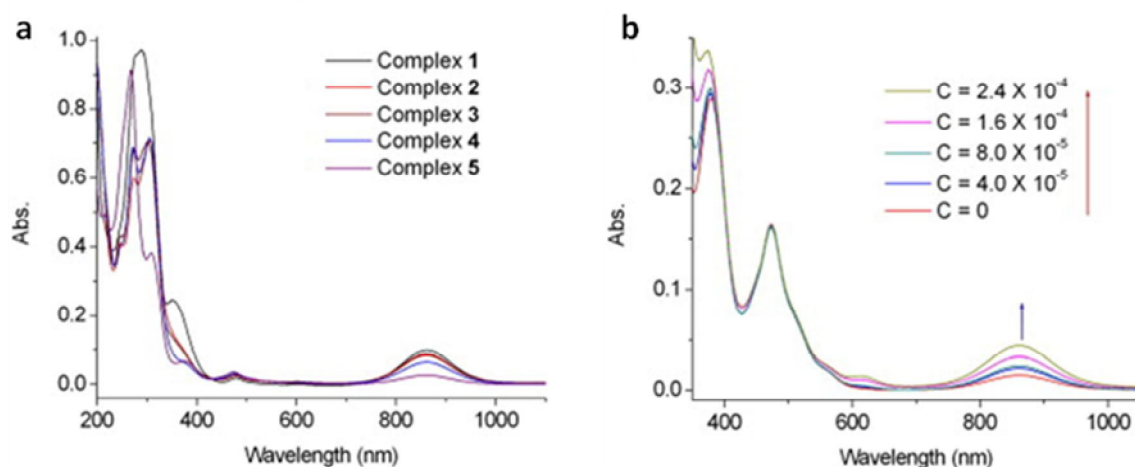 a
1.0
0.8
0.6
0.4
0.2
0.0
Abs.
Complex 1
Complex 2
Complex 3
Complex 4
Complex 5
200 400 600 800 1000
Wavelength (nm)
b
0.3
0.2
0.1
0.0
Abs.
C = 2.4 X 10⁻⁴
C = 1.6 X 10⁻⁴
C = 8.0 X 10⁻⁵
C = 4.0 X 10⁻⁵
C = 0
400 600 800 1000
Wavelength (nm)